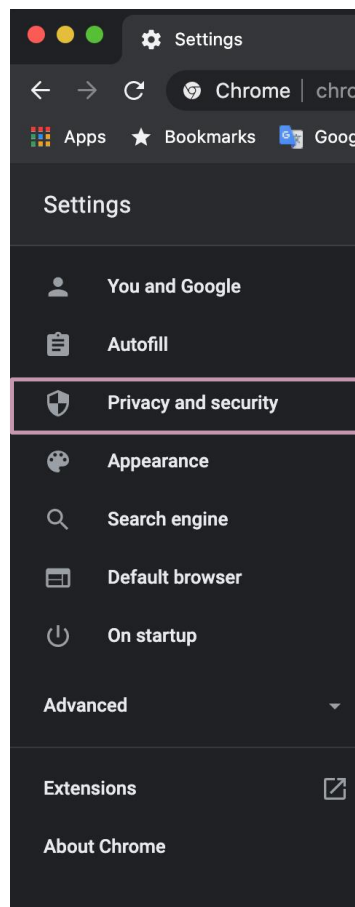 Settings
Chrome
Apps Bookmarks
Settings
You and Google
Autofill
Privacy and security
Appearance
Search engine
Default browser
On startup
Advanced
Extensions
About Chrome